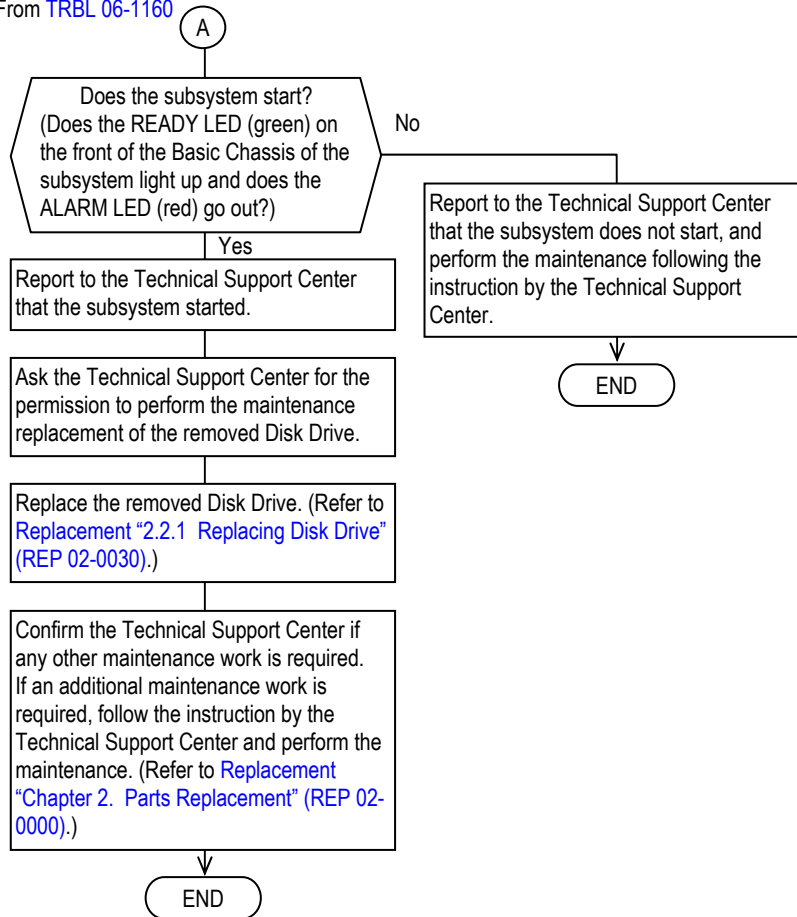 From TRBL 06-1160
A
Does the subsystem start?
(Does the READY LED (green) on
the front of the Basic Chassis of the
subsystem light up and does the
ALARM LED (red) go out?)
No
Yes
Report to the Technical Support Center
that the subsystem does not start, and
perform the maintenance following the
instruction by the Technical Support
Center.
END
Report to the Technical Support Center
that the subsystem started.
Ask the Technical Support Center for the
permission to perform the maintenance
replacement of the removed Disk Drive.
Replace the removed Disk Drive. (Refer to
Replacement “2.2.1  Replacing Disk Drive”
(REP 02-0030).)
Confirm the Technical Support Center if
any other maintenance work is required.
If an additional maintenance work is
required, follow the instruction by the
Technical Support Center and perform the
maintenance. (Refer to Replacement
“Chapter 2.  Parts Replacement” (REP 02-
0000).)
END